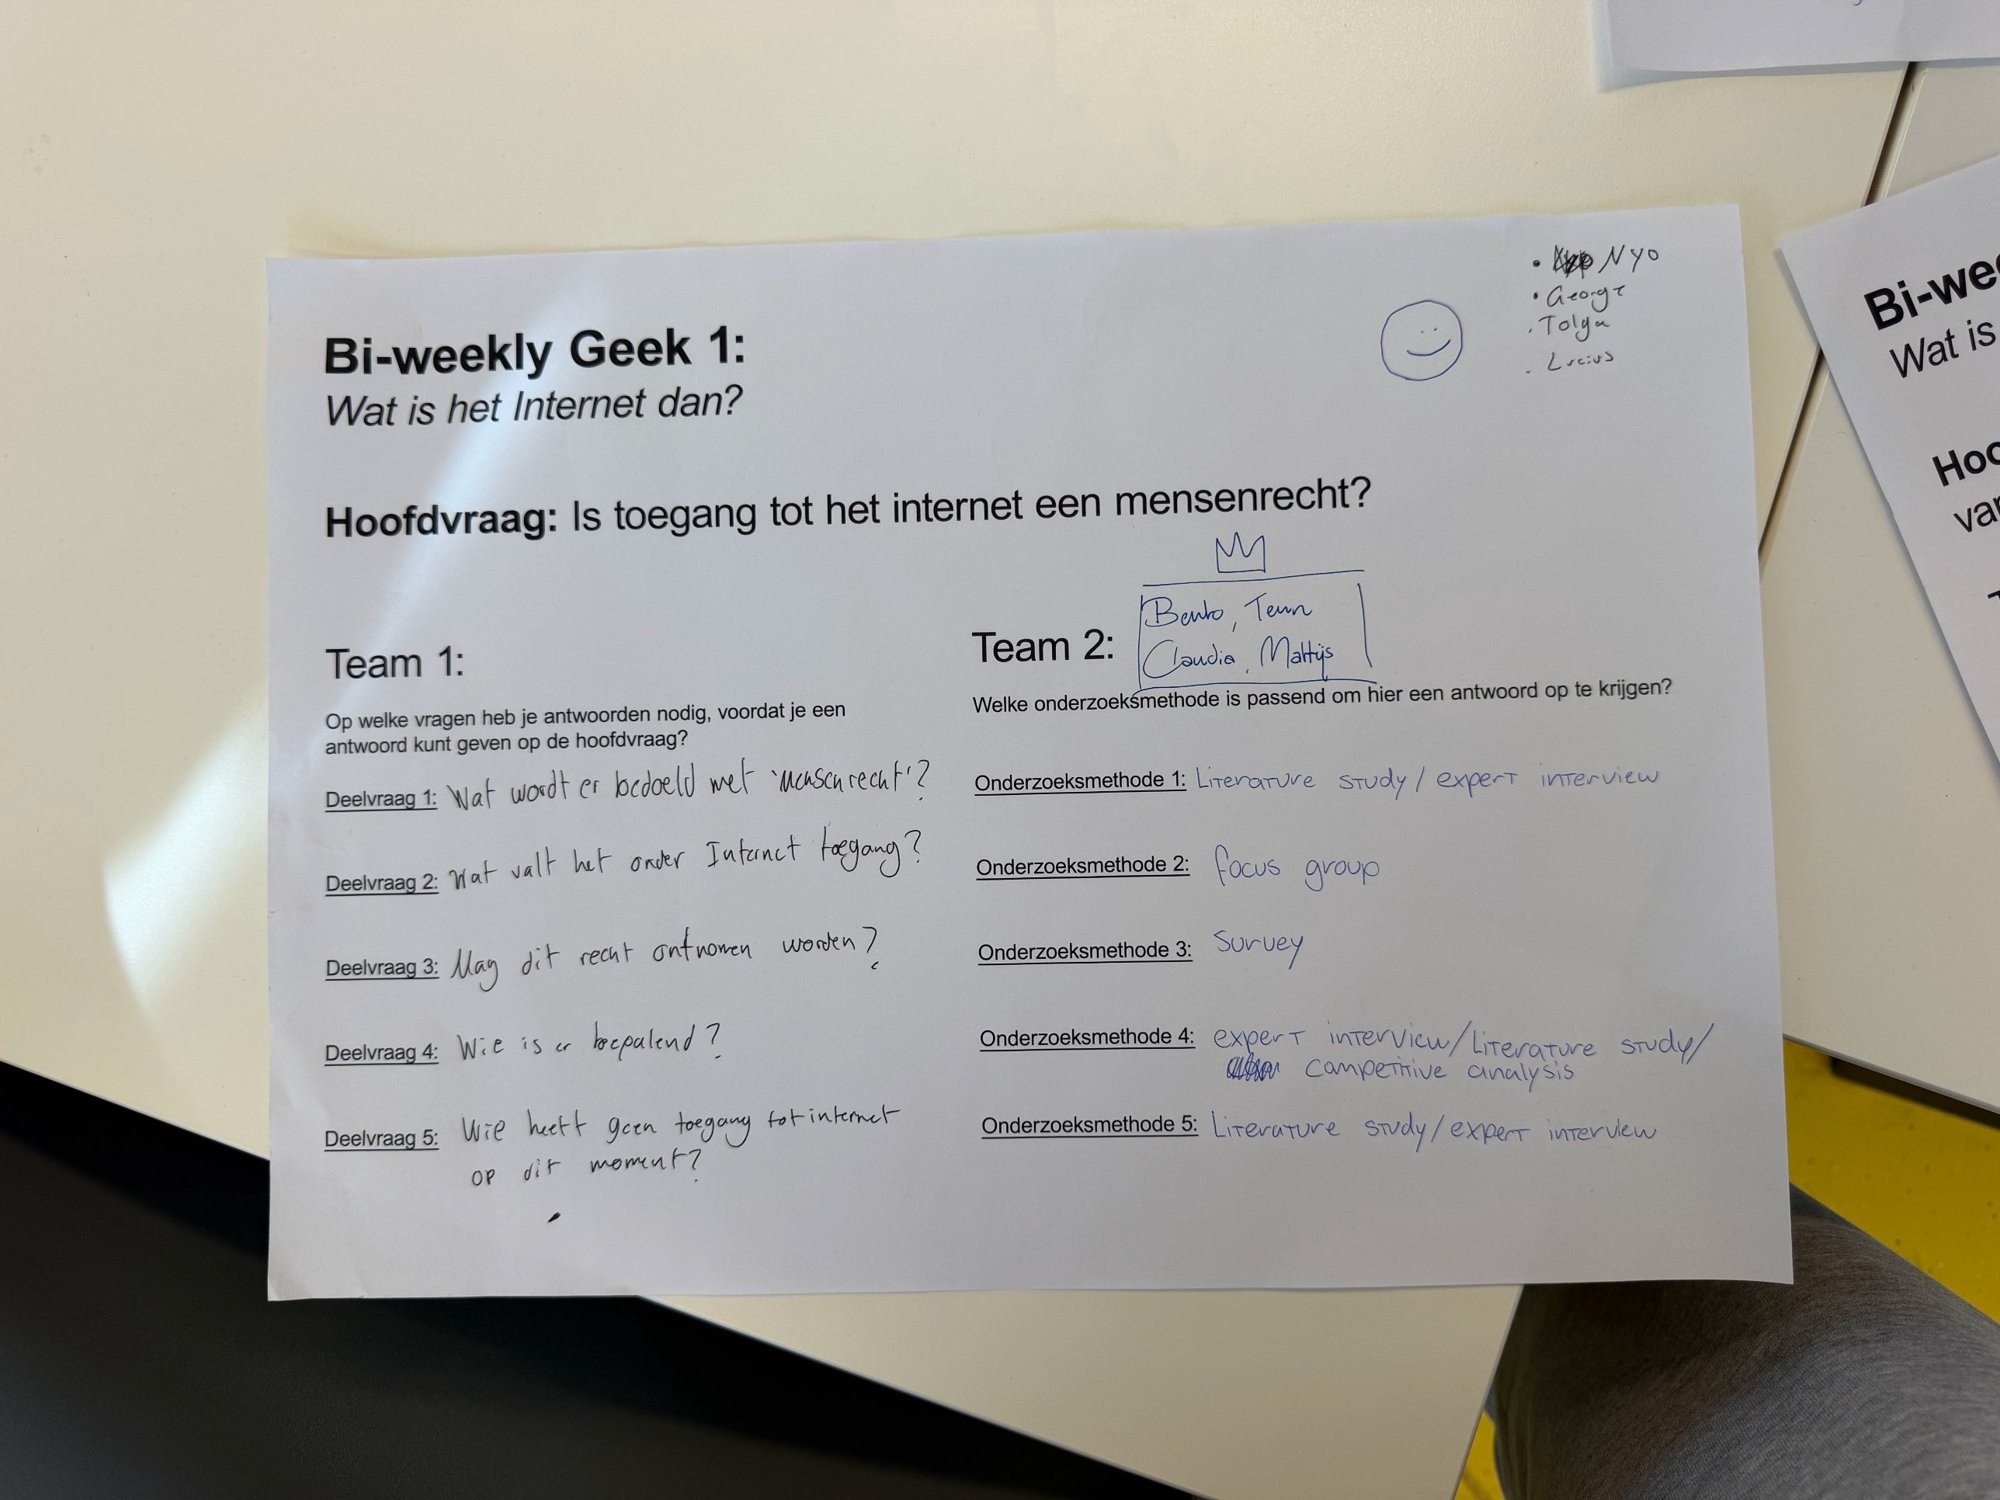 • Nyo
• George
. Tolga
. Lucius
Bi-weekly Geek 1:
Wat is het Internet dan?
Hoofdvraag: Is toegang tot het internet een mensenrecht?
Team 1:
Op welke vragen heb je antwoorden nodig, voordat je een
antwoord kunt geven op de hoofdvraag?
Deelvraag 1: Wat wordt er bedoeld met 'mensenrecht'?
Deelvraag 2: Wat valt het onder Internet toegang?
Deelvraag 3: Mag dit recht ontnomen worden?
Deelvraag 4: Wie is er bepalend?
Deelvraag 5: Wie heeft geen toegang tot internet
op dit moment?
Team 2:
Teun
Claudia, Mattijs
Welke onderzoeksmethode is passend om hier een antwoord op te krijgen?
Onderzoeksmethode 1: Literature study / expert interview
Onderzoeksmethode 2: focus group
Onderzoeksmethode 3: survey
Onderzoeksmethode 4: expert interview/Literature study/
competitive analysis
Onderzoeksmethode 5: Literature study/expert interview
Bi-wee
Wat is
Hoo
va